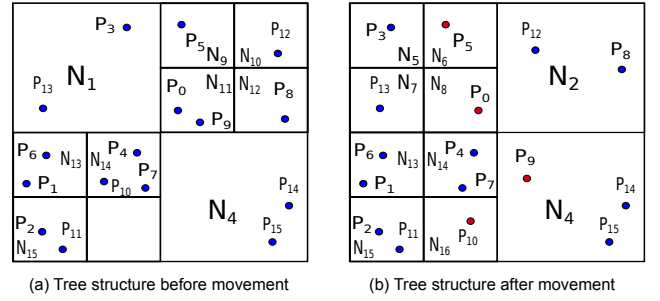 P3
P13
N1
P5
N9
P12
N10
P0
N11
P9
N12
P8
P6
N13
P1
N14
P4
P7
P10
P2
P11
N15
N4
P14
P15
(a) Tree structure before movement
P3
N5
P5
N6
P12
P8
N2
P13
N7
N8
P0
P6
N13
P1
N14
P4
P7
P9
P2
P11
N15
N16
P10
N4
P14
P15
(b) Tree structure after movement